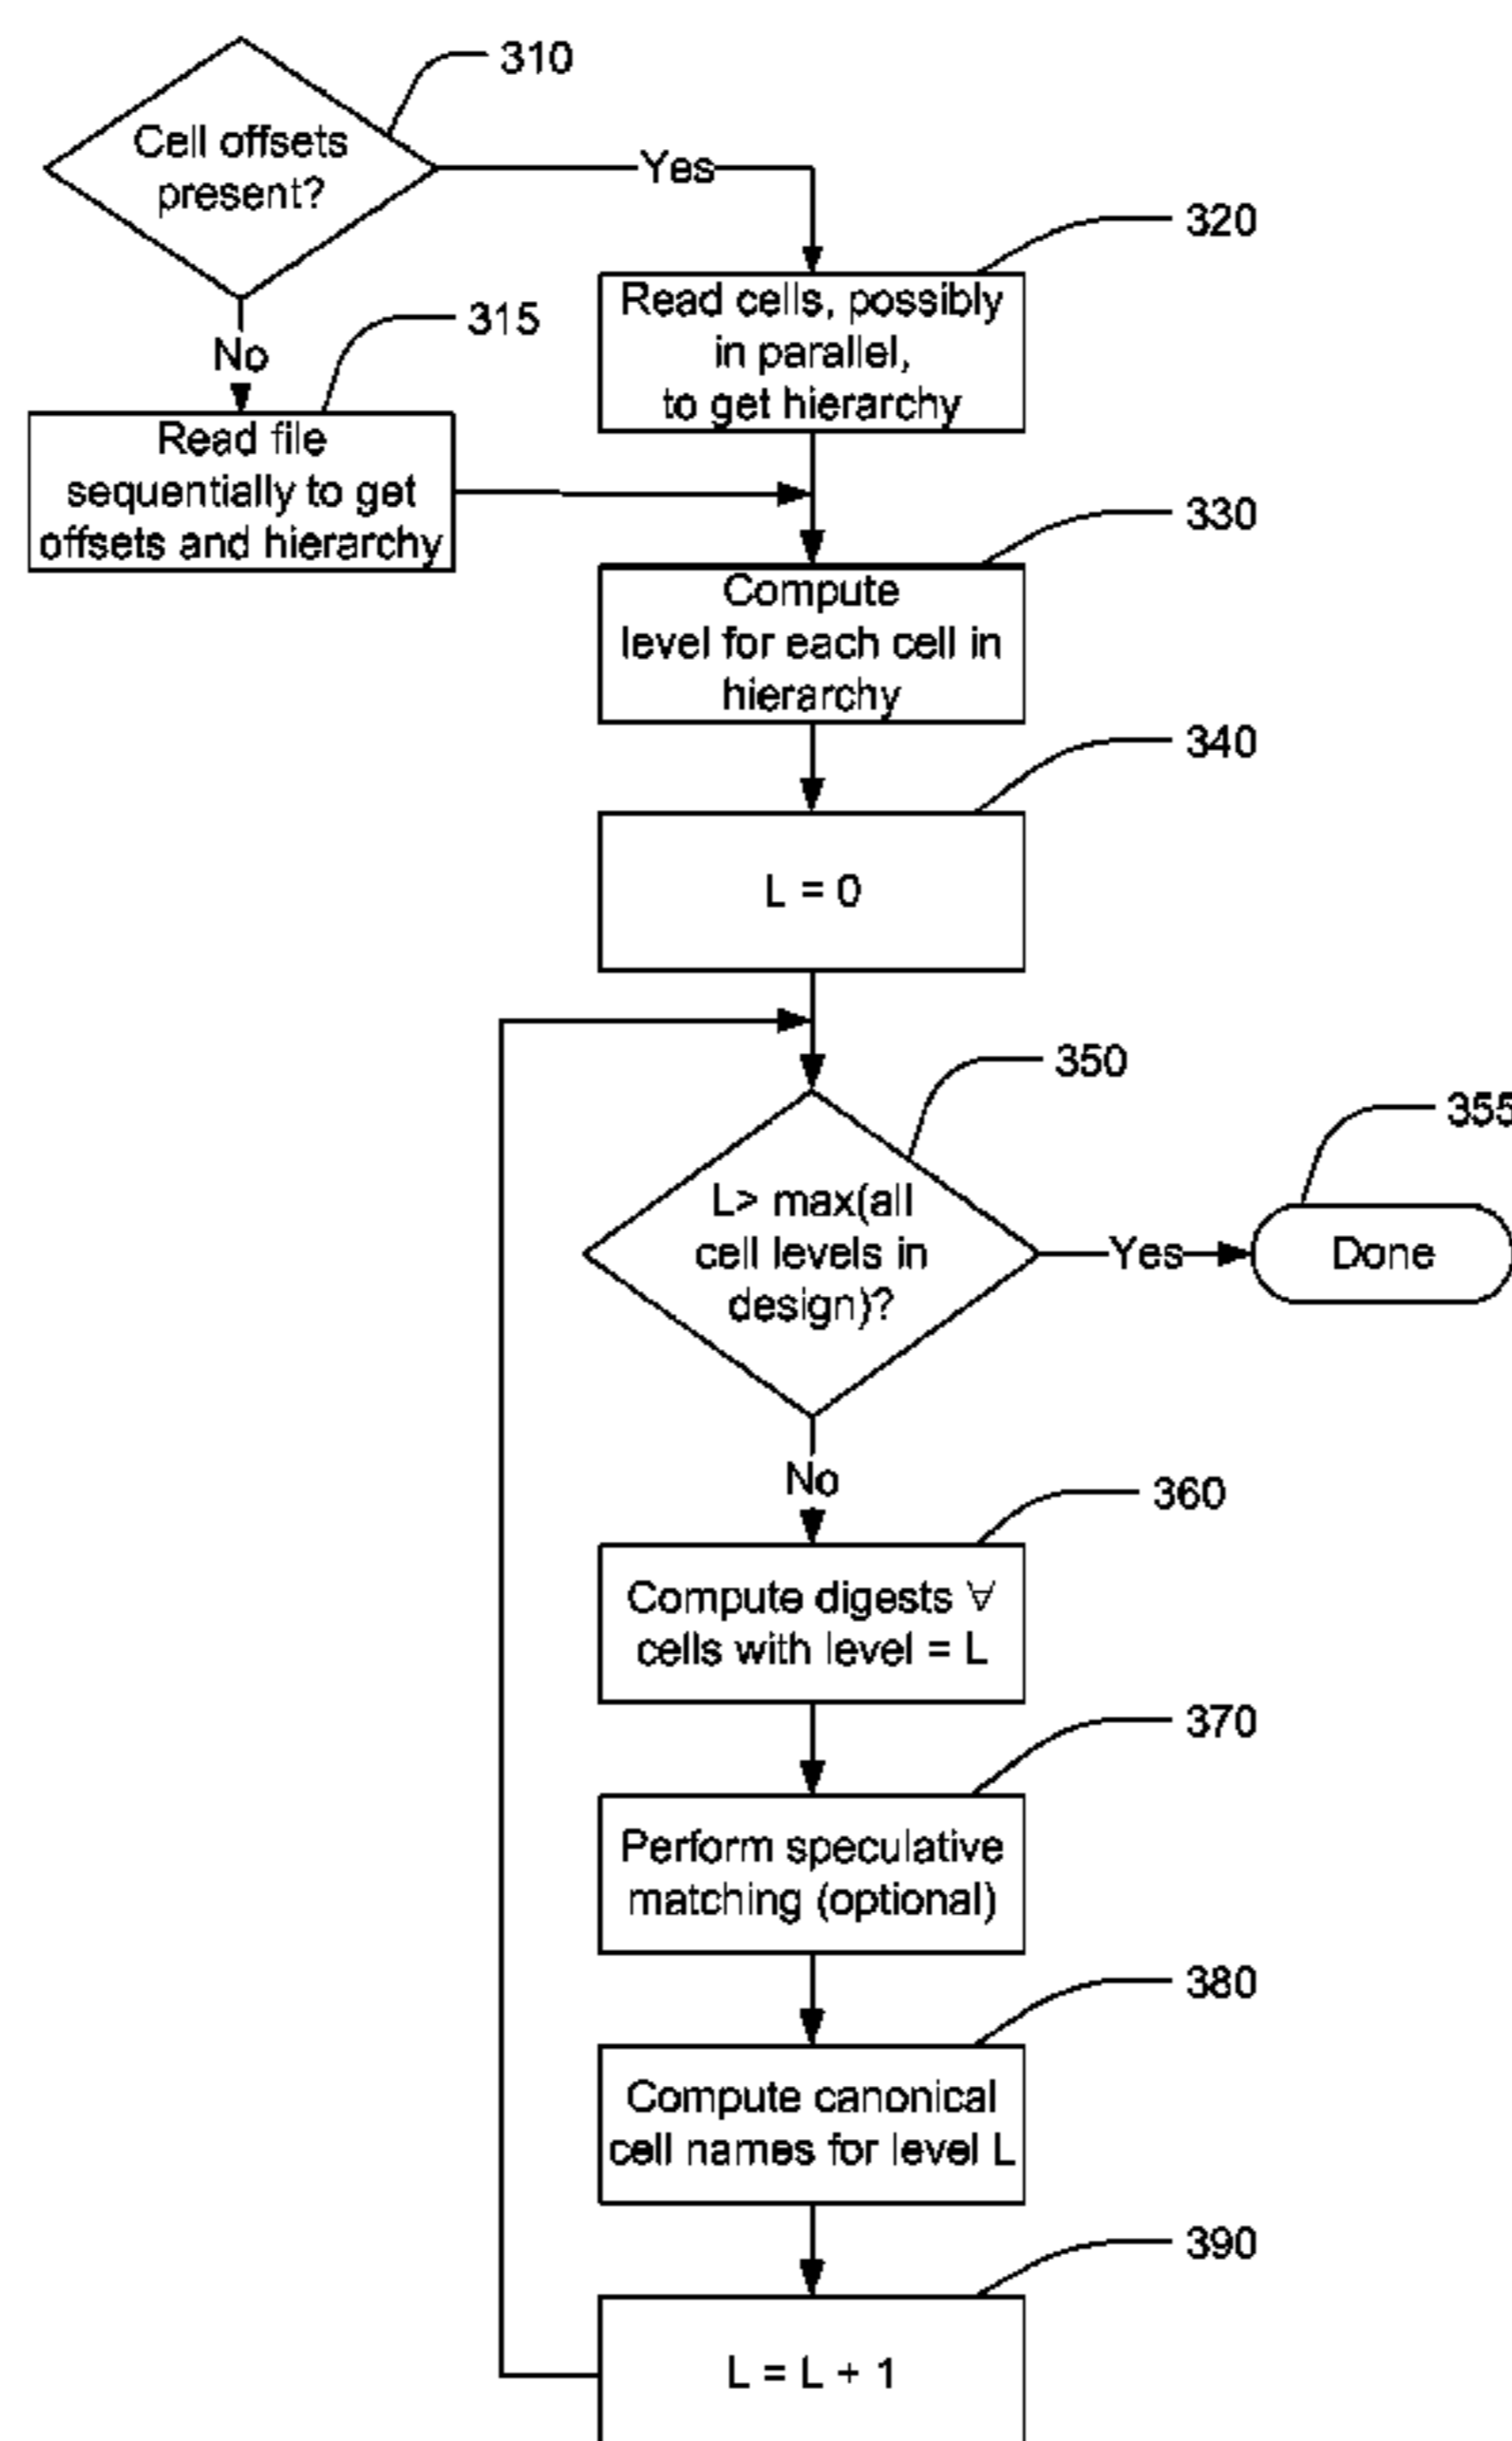 310
Cell offsets
present?
Yes
320
Read cells, possibly
in parallel,
to get hierarchy
315
No
Read file
sequentially to get
offsets and hierarchy
330
Compute
level for each cell in
hierarchy
340
L = 0
350
355
L> max(all
cell levels in
design)?
Yes
Done
No
360
Compute digests ∀
cells with level = L
370
Perform speculative
matching (optional)
380
Compute canonical
cell names for level L
390
L = L + 1